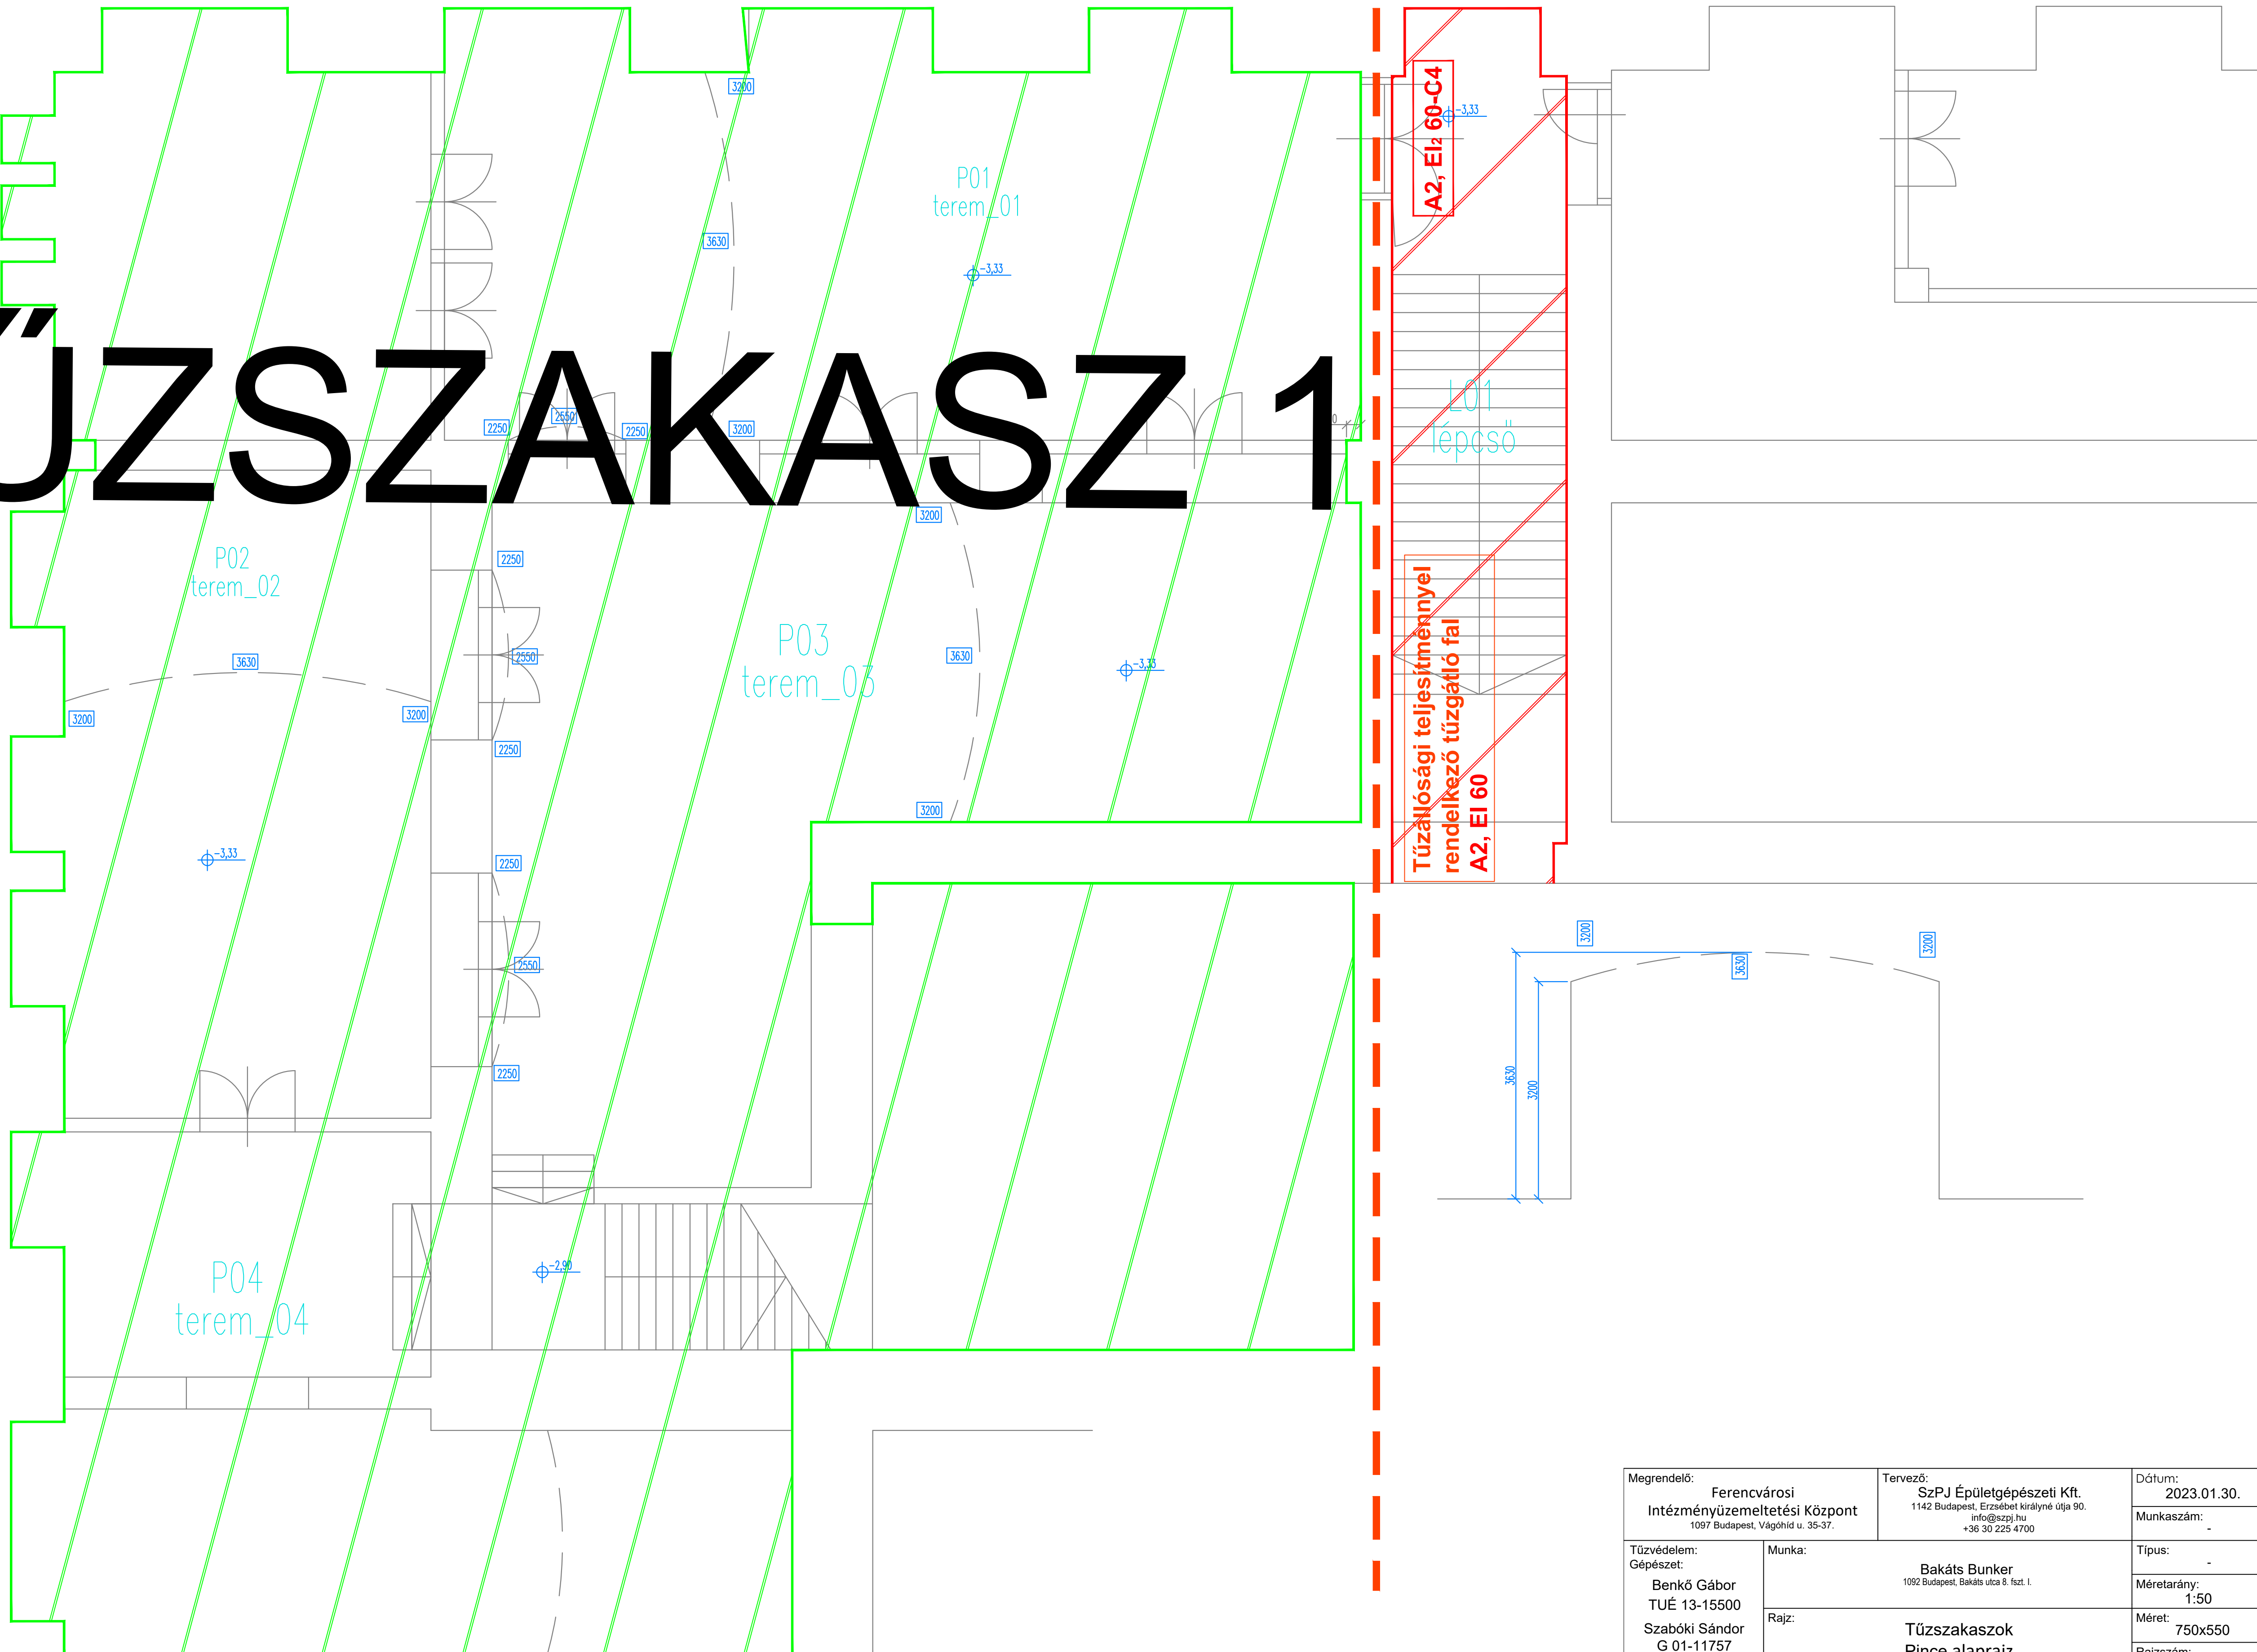 3200
A2, EI2 60-C4
-3,33
P01
terem_01
3630
-3,33
ŰZSZAKASZ 1
2250
2550
2250
3200
0
L01
lépcső
3200
P02
terem_02
2250
2550
2250
3630
3200
3200
P03
terem_03
3630
-3,33
3200
Tűzállósági teljesítménnyel
rendelkező tűzgátló fal
A2, EI 60
-3,33
2250
2550
2250
3200
3630
3200
3630
3200
P04
terem_04
-2,90
Megrendelő:
Ferencvárosi
Intézményüzemeltetési Központ
1097 Budapest, Vágóhíd u. 35-37.
Tervező:
SzPJ Épületgépészeti Kft.
1142 Budapest, Erzsébet királyné útja 90.
info@szpj.hu
+36 30 225 4700
Dátum:
2023.01.30.
Munkaszám:
-
Tűzvédelem:
Gépészet:
Benkő Gábor
TUÉ 13-15500
Szabóki Sándor
G 01-11757
Munka:
Bakáts Bunker
1092 Budapest, Bakáts utca 8. fszt. I.
Típus:
-
Méretarány:
1:50
Rajz:
Tűzszakaszok
Pince alaprajz
Méret:
750x550
Rajzszám: